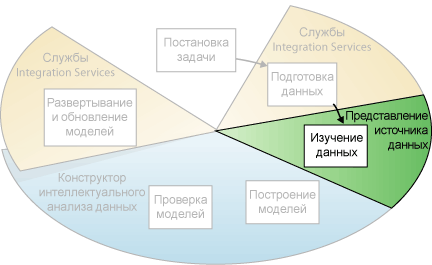 Службы
Integration Services
Постановка
задачи
Службы
Integration Services
Подготовка
данных
Развертывание
и обновление
моделей
Представление
источника
данных
Изучение
данных
Конструктор
интеллектуального
анализа данных
Проверка
моделей
Построение
моделей